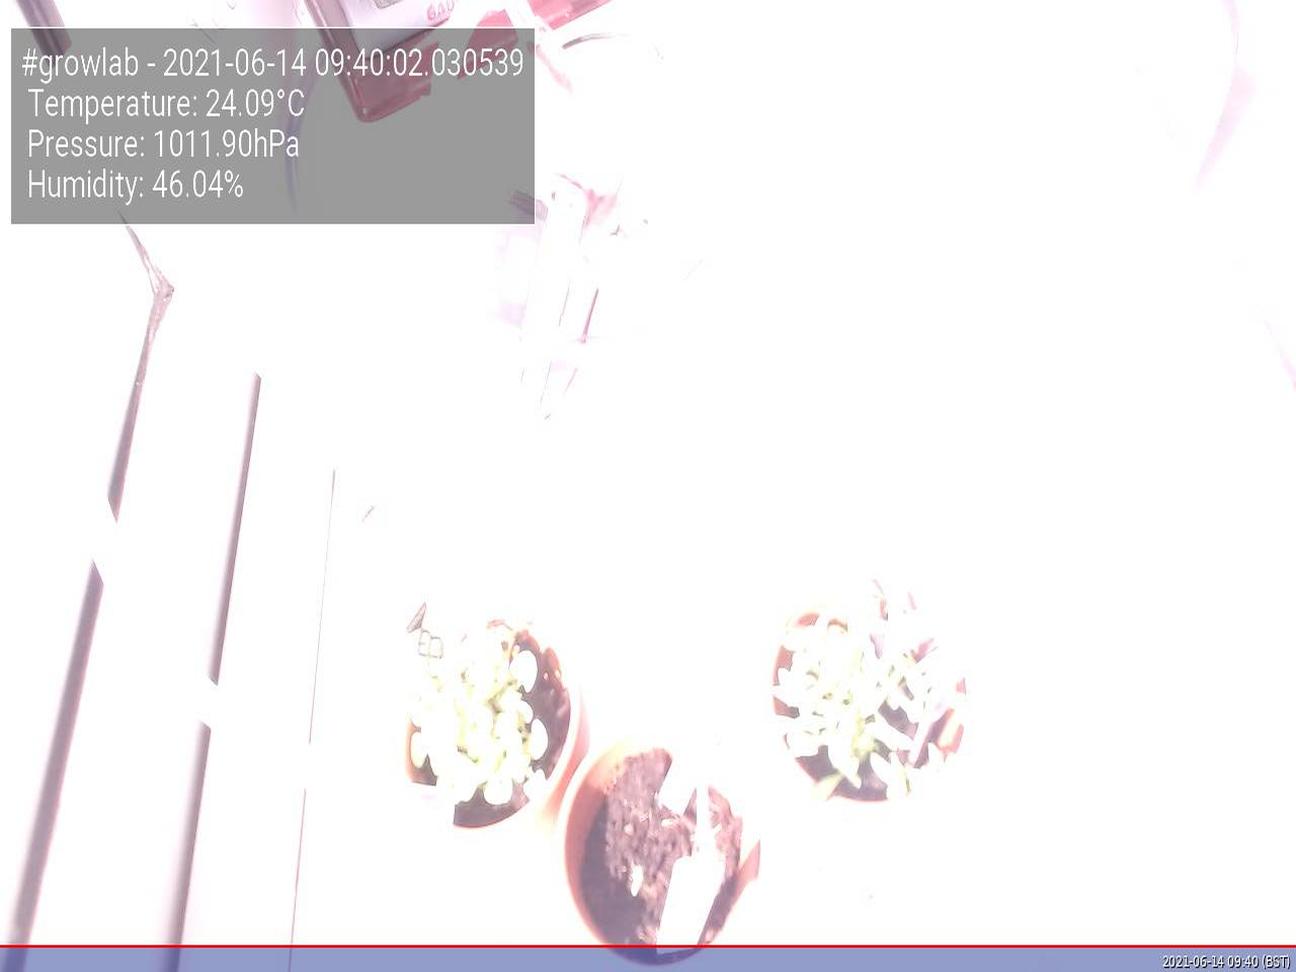 #growlab - 2021-06-14 09:40:02.030539
Temperature: 24.09°C
Pressure: 1011.90hPa
Humidity: 46.04%
2021-06-14 09:40 (BST)